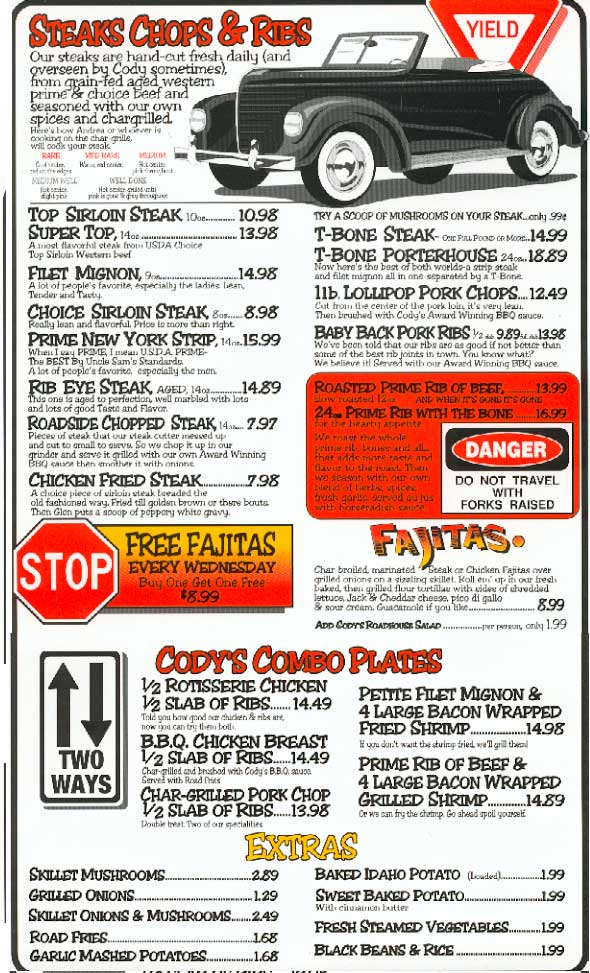 STEAKS CHOPS & RIBS
YIELD
Our steaks are hand-cut fresh daily (and
overseen by Cody sometimes),
from grain-fed aged western
prime & choice Beef and
seasoned with our own
spices and chargrilled.
Here's how Andrea or whoever is
cooking on the char-grille,
will cook your steak.
RARE MED RARE MEDIUM
MEDIUM WELL WELL DONE
TOP SIRLOIN STEAK 10oz............ 10.98
SUPER TOP, 14oz.................. 13.98
A most flavorful steak from USDA Choice
Top Sirloin Western beef
FILET MIGNON, 9oz.................14.98
A lot of people's favorite, especially the ladies. Lean,
Tender and Tasty.
CHOICE SIRLOIN STEAK, 8oz...... 8.98
Really lean and flavorful. Price is more than right.
PRIME NEW YORK STRIP, 14oz.15.99
When I say PRIME, I mean U.S.D.A. PRIME-
The BEST By Uncle Sam's Standards.
A lot of people's favorite, especially the men.
RIB EYE STEAK, AGED, 14oz.......14.89
This one is aged to perfection, well marbled with lots
and lots of good Taste and Flavor.
ROADSIDE CHOPPED STEAK, 14oz.... 7.97
Pieces of steak that our steak cutter messed up
and cut to small to serve. So we chop it up in our
grinder and serve it grilled with our own Award Winning
BBQ sauce then smother it with onions.
CHICKEN FRIED STEAK...........7.98
A choice piece of sirloin steak breaded the
old fashioned way. Fried till golden brown or there bouts.
Then Glen puts a scoop of peppery white gravy.
TRY A SCOOP OF MUSHROOMS ON YOUR STEAK...only .99¢
T-BONE STEAK- ONE FULL POUND OR MORE...14.99
T-BONE PORTERHOUSE 24ozs...18.89
Now here's the best of both worlds-a strip steak
and filet mignon all in one separated by a T-Bone.
1lb. LOLLIPOP PORK CHOPS.... 12.49
Cut from the center of the pork loin, it's very lean.
Then brushed with Cody's Award Winning BBQ sauce.
BABY BACK PORK RIBS 1/2 slab 9.89 full slab 13.98
We've been told that our ribs are as good if not better than
some of the best rib joints in town. You know what?
We believe it! Served with our Award Winning BBQ sauce.
ROASTED PRIME RIB OF BEEF, ......... 13.99
slow roasted 12oz AND WHEN IT'S GONE IT'S GONE
24oz PRIME RIB WITH THE BONE ...... 16.99
for the hearty appetite
We roast the whole
prime rib, bones and all...
that adds more taste and
flavor to the roast. Then
we season with our own
blend of herbs, spices,
fresh garlic, served au jus
with horseradish sauce.
DANGER
DO NOT TRAVEL
WITH
FORKS RAISED
STOP
FREE FAJITAS
EVERY WEDNESDAY
Buy One Get One Free
$8.99
FAJITAS.
Char broiled, marinated Steak or Chicken Fajitas over
grilled onions on a sizzling skillet. Roll em' up in our fresh
baked, then grilled flour tortillas with sides of shredded
lettuce, Jack & Cheddar cheese, pico di gallo
& sour cream. Guacamole if you like.................... 8.99
ADD CODY'S ROADHOUSE SALAD .................per person, only 1.99
CODY'S COMBO PLATES
TWO
WAYS
1/2 ROTISSERIE CHICKEN
1/2 SLAB OF RIBS...... 14.49
Told you how good our chicken & ribs are,
now you can try them both.
B.B.Q. CHICKEN BREAST
1/2 SLAB OF RIBS.....14.49
Char-grilled and brushed with Cody's B.B.Q. sauce.
Served with Road Fries
CHAR-GRILLED PORK CHOP
1/2 SLAB OF RIBS......13.98
Double treat. Two of our specialities
PETITE FILET MIGNON &
4 LARGE BACON WRAPPED
FRIED SHRIMP................14.98
If you don't want the shrimp fried, we'll grill them!
PRIME RIB OF BEEF &
4 LARGE BACON WRAPPED
GRILLED SHRIMP...........14.89
Or we can fry the shrimp. Go ahead spoil yourself.
EXTRAS
SKILLET MUSHROOMS....................2.89
GRILLED ONIONS...........................1.29
SKILLET ONIONS & MUSHROOMS.....2.49
ROAD FRIES..................................1.68
GARLIC MASHED POTATOES...........1.68
BAKED IDAHO POTATO (loaded).............1.99
SWEET BAKED POTATO....................1.99
With cinnamon butter
FRESH STEAMED VEGETABLES.........1.99
BLACK BEANS & RICE .....................1.99